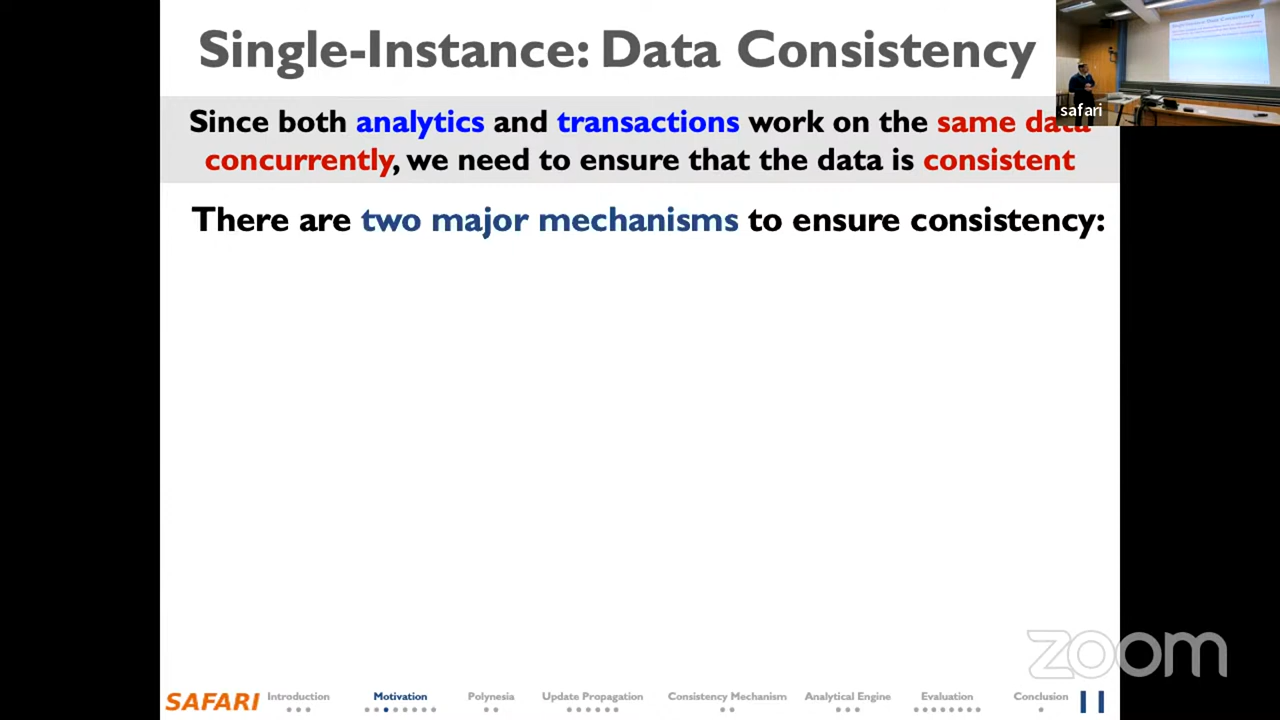 Single-Instance: Data Consistency
safari
Since both analytics and transactions work on the same data
concurrently, we need to ensure that the data is consistent
There are two major mechanisms to ensure consistency:
zoom
SAFARI
Introduction
Motivation
Polynesia
Update Propagation
Consistency Mechanism
Analytical Engine
Evaluation
Conclusion
11